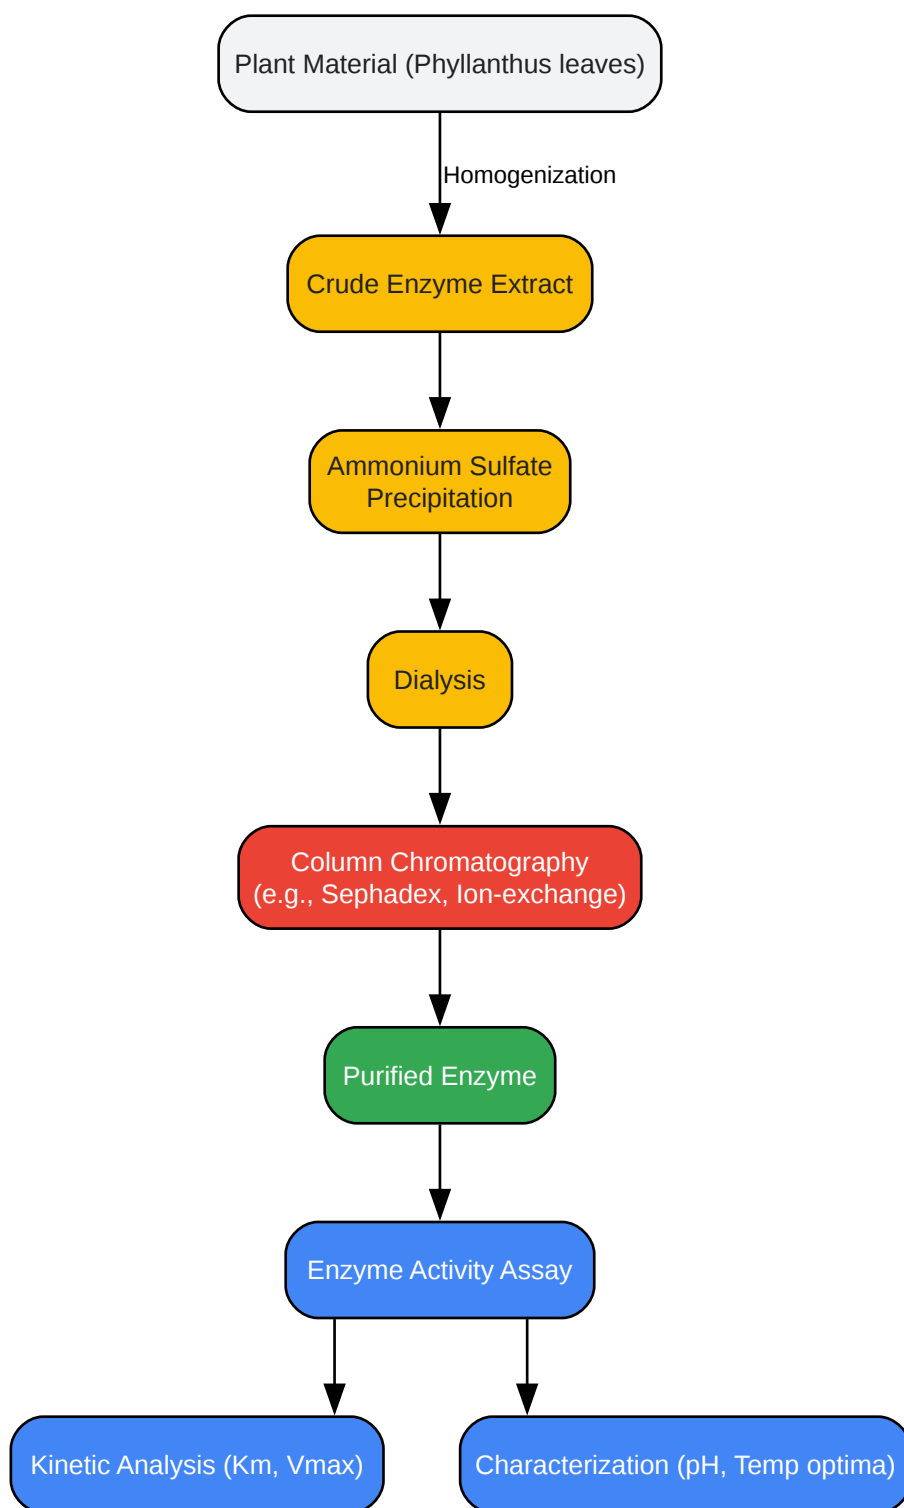 Plant Material (Phyllanthus leaves)
Homogenization
Crude Enzyme Extract
Ammonium Sulfate
Precipitation
Dialysis
Column Chromatography
(e.g., Sephadex, Ion-exchange)
Purified Enzyme
Enzyme Activity Assay
Kinetic Analysis (Km, Vmax)
Characterization (pH, Temp optima)